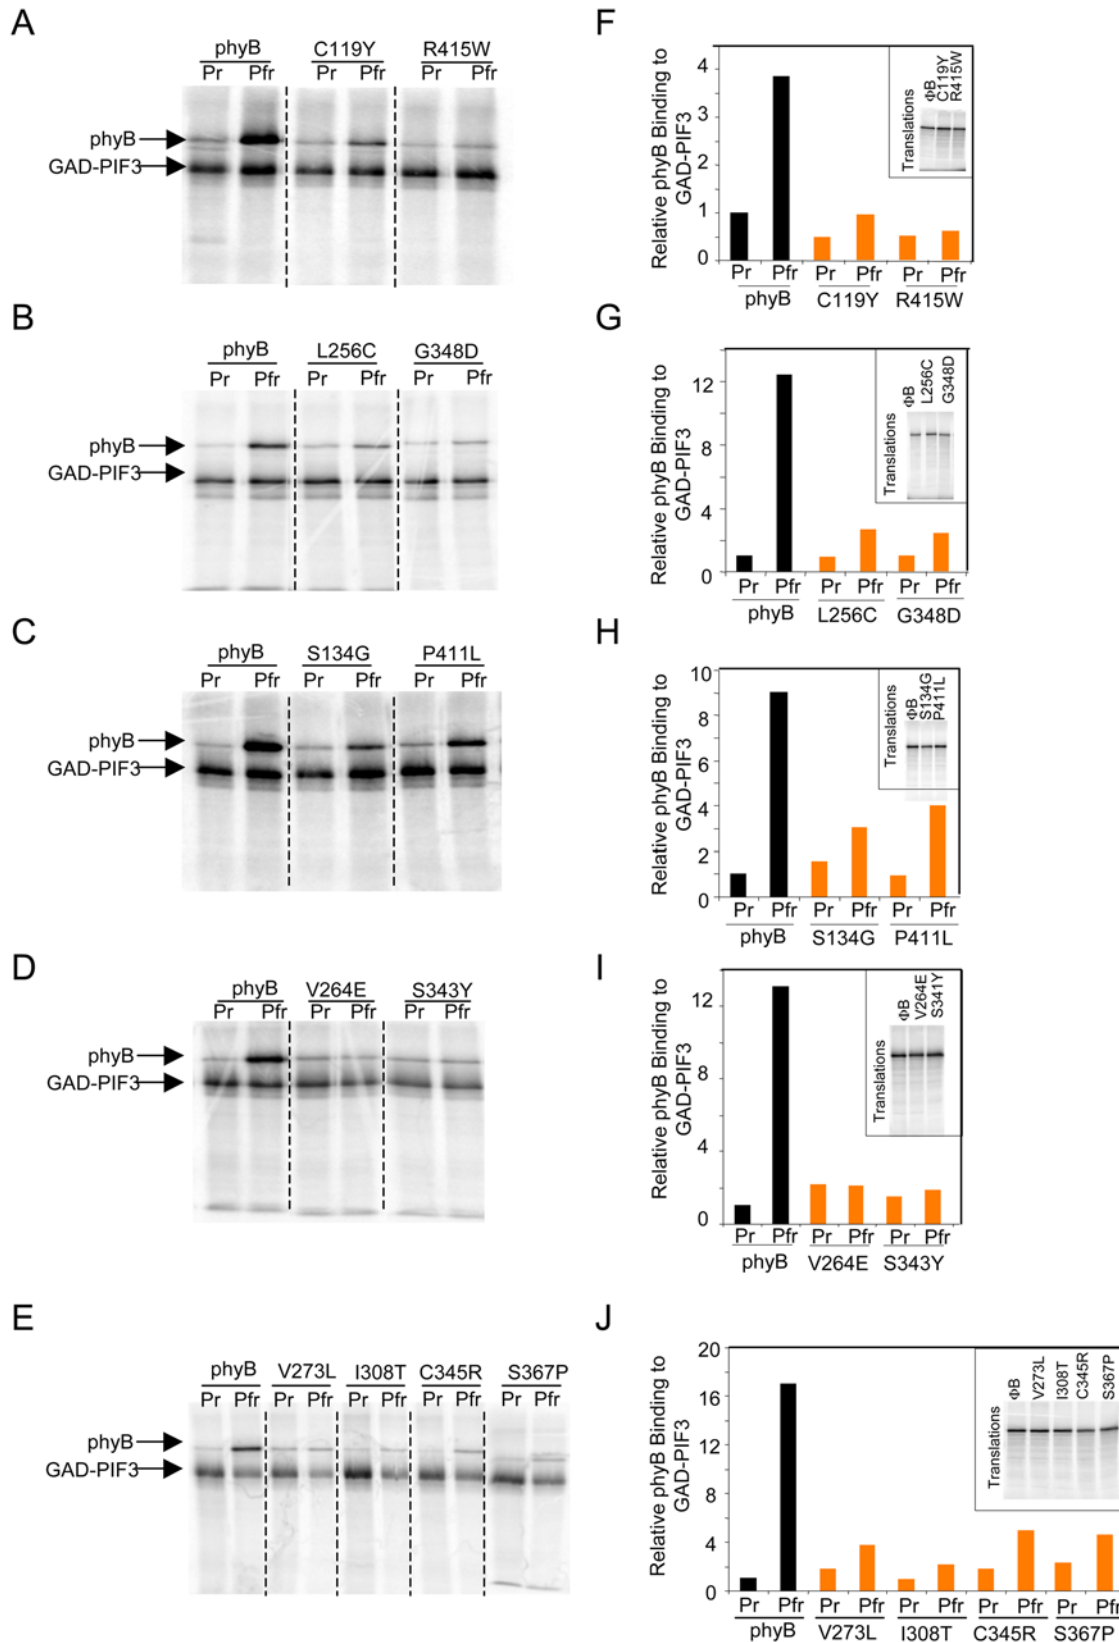 A
phyB C119Y R415W
Pr Pfr Pr Pfr Pr Pfr
phyB
GAD-PIF3
F
Relative phyB Binding to
GAD-PIF3
4
3
2
1
0
Translations
ΦB
C119Y
R415W
Pr Pfr Pr Pfr Pr Pfr
phyB C119Y R415W
B
phyB L256C G348D
Pr Pfr Pr Pfr Pr Pfr
phyB
GAD-PIF3
G
Relative phyB Binding to
GAD-PIF3
12
8
4
0
Translations
ΦB
L256C
G348D
Pr Pfr Pr Pfr Pr Pfr
phyB L256C G348D
C
phyB S134G P411L
Pr Pfr Pr Pfr Pr Pfr
phyB
GAD-PIF3
H
Relative phyB Binding to
GAD-PIF3
10
8
6
4
2
0
Translations
ΦB
S134G
P411L
Pr Pfr Pr Pfr Pr Pfr
phyB S134G P411L
D
phyB V264E S343Y
Pr Pfr Pr Pfr Pr Pfr
phyB
GAD-PIF3
I
Relative phyB Binding to
GAD-PIF3
12
8
4
0
Translations
ΦB
V264E
S341Y
Pr Pfr Pr Pfr Pr Pfr
phyB V264E S343Y
E
phyB V273L I308T C345R S367P
Pr Pfr Pr Pfr Pr Pfr Pr Pfr Pr Pfr
phyB
GAD-PIF3
J
Relative phyB Binding to
GAD-PIF3
20
16
12
8
4
0
Translations
ΦB
V273L
I308T
C345R
S367P
Pr Pfr Pr Pfr Pr Pfr Pr Pfr Pr Pfr
phyB V273L I308T C345R S367P